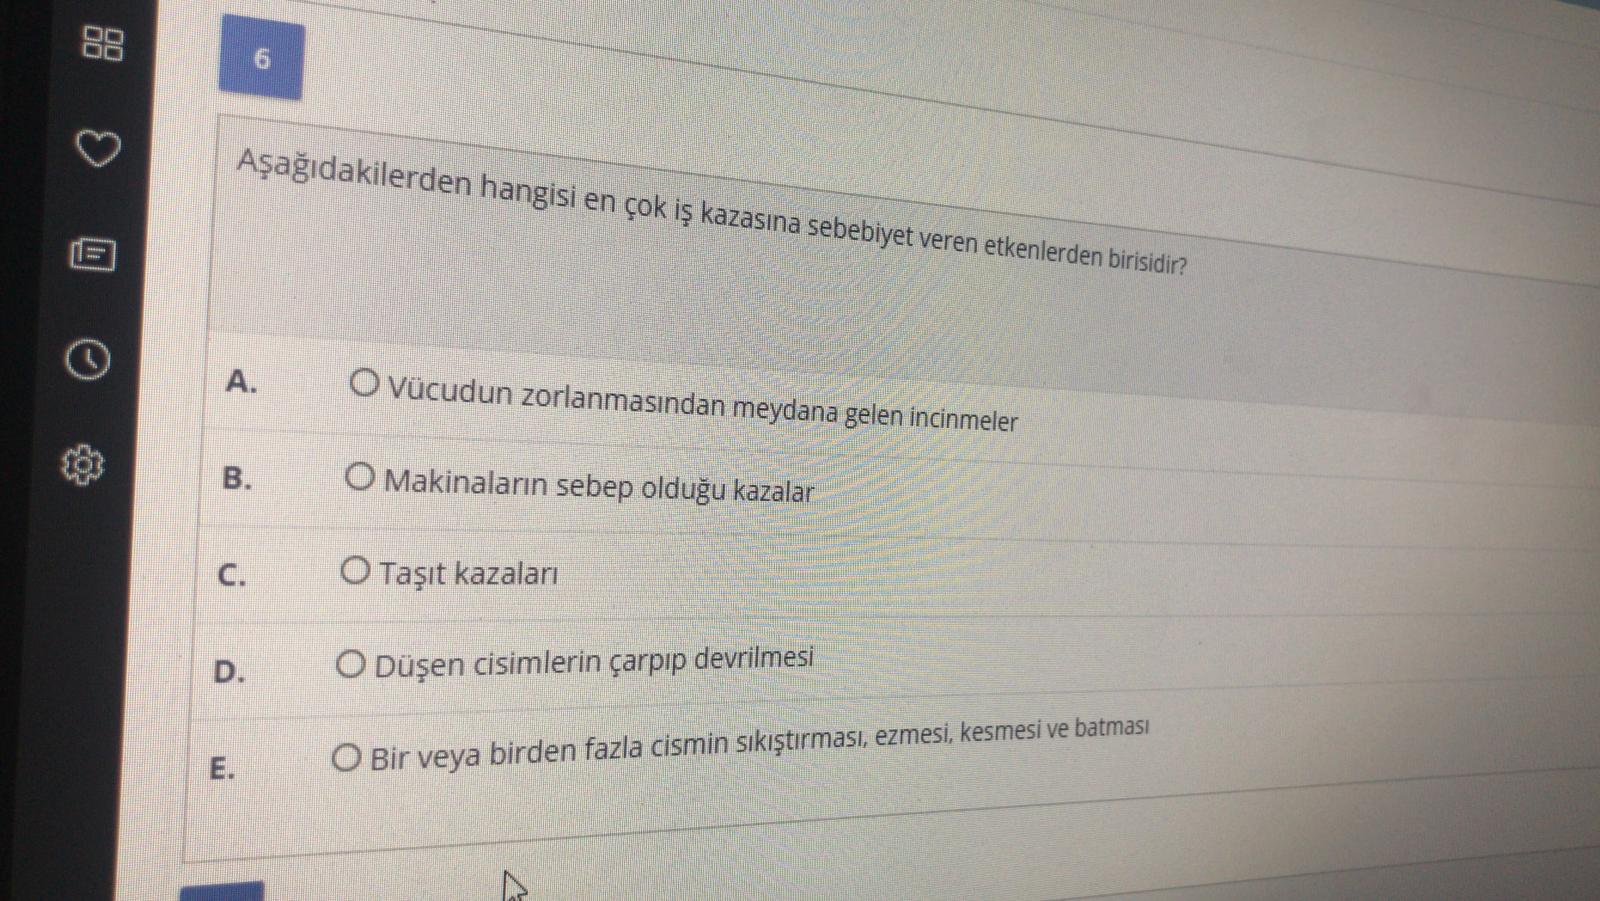 6
Aşağıdakilerden hangisi en çok iş kazasına sebebiyet veren etkenlerden birisidir?
A. Vücudun zorlanmasından meydana gelen incinmeler
B. Makinaların sebep olduğu kazalar
C. Taşıt kazaları
D. Düşen cisimlerin çarpıp devrilmesi
E. Bir veya birden fazla cismin sıkıştırması, ezmesi, kesmesi ve batması